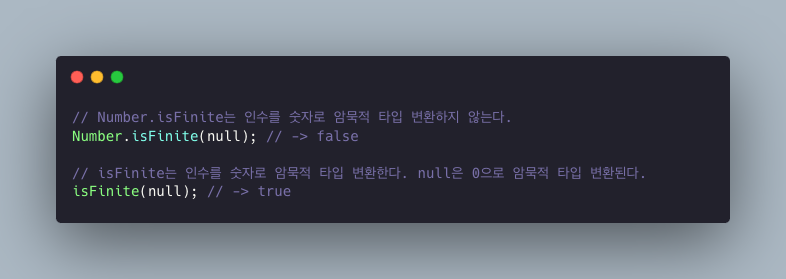 // Number.isFinite는 인수를 숫자로 암묵적 타입 변환하지 않는다.
Number.isFinite(null); // -> false
// isFinite는 인수를 숫자로 암묵적 타입 변환한다. null은 0으로 암묵적 타입 변환된다.
isFinite(null); // -> true